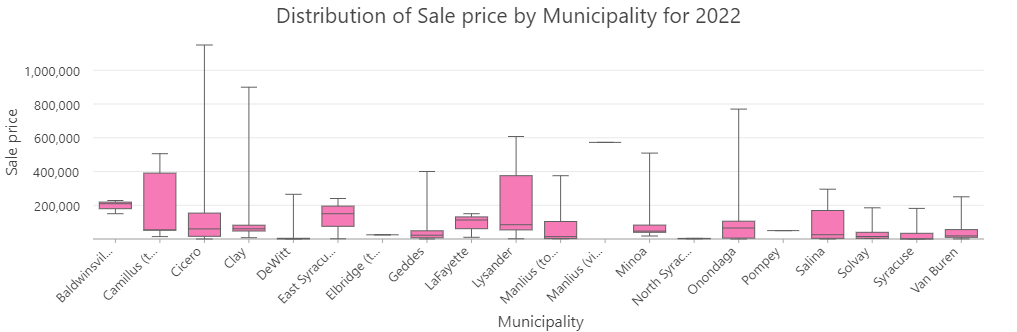 Distribution of Sale price by Municipality for 2022
Sale price
1,000,000
800,000
600,000
400,000
200,000
Baldwinsvil...
Camillus (t...
Cicero
Clay
DeWitt
East Syracu...
Elbridge (t...
Geddes
LaFayette
Lysander
Manlius (to...
Manlius (vi...
Minoa
North Syrac...
Onondaga
Pompey
Salina
Solvay
Syracuse
Van Buren
Municipality